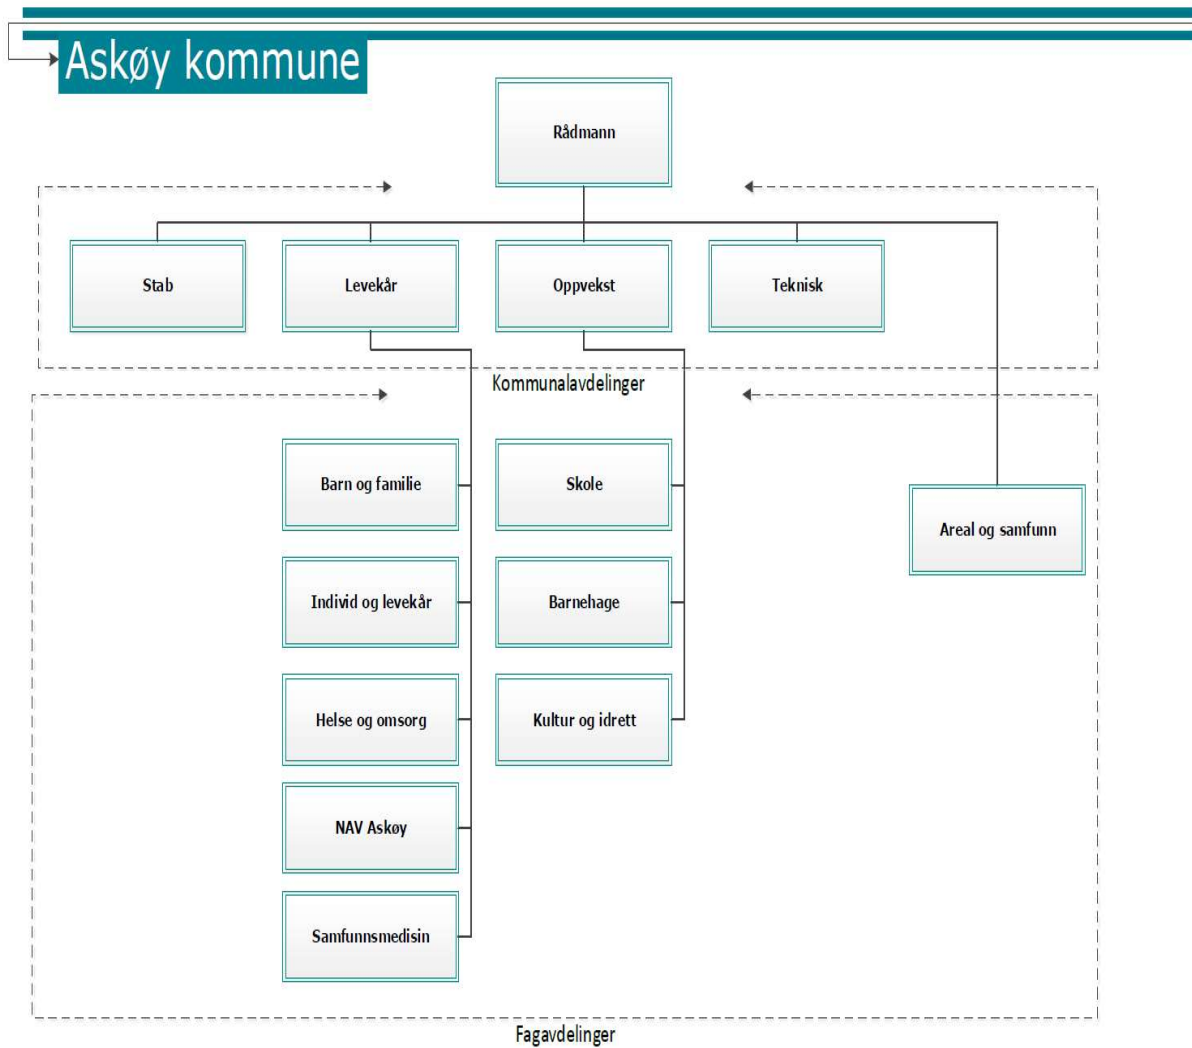 Askøy kommune
Rådmann
Stab
Levekår
Oppvekst
Teknisk
Kommunalavdelinger
Barn og familie
Skole
Areal og samfunn
Individ og levekår
Barnehage
Helse og omsorg
Kultur og idrett
NAV Askøy
Samfunnsmedisin
Fagavdelinger